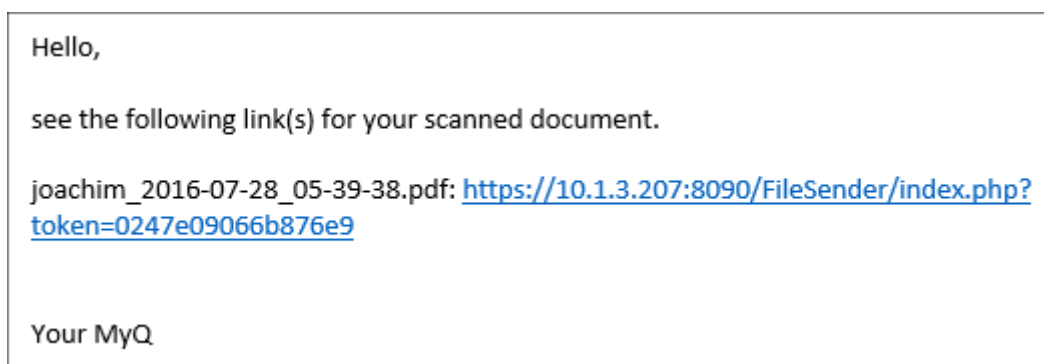 Hello,
see the following link(s) for your scanned document.
joachim_2016-07-28_05-39-38.pdf: https://10.1.3.207:8090/FileSender/index.php?
token=0247e09066b876e9
Your MyQ